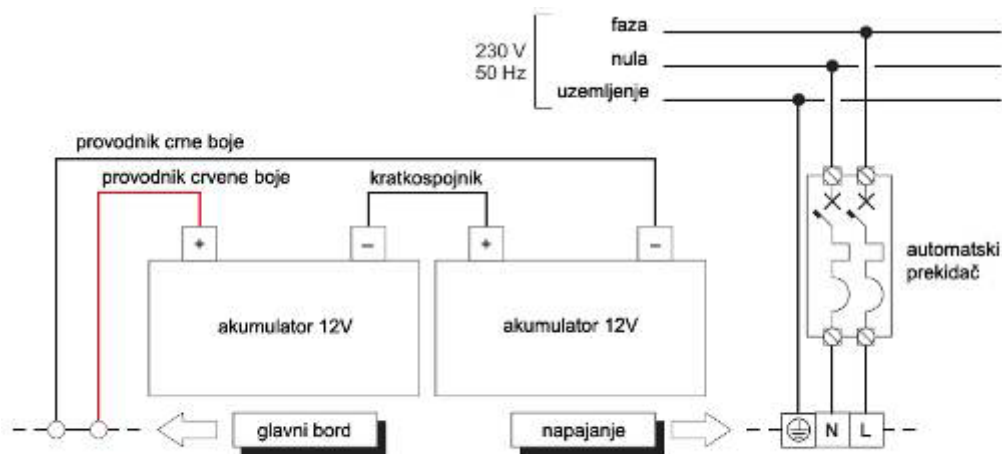 faza
230 V
50 Hz
nula
uzemljenje
provodnik crne boje
provodnik crvene boje
kratkospojnik
+
–
+
–
automatski
prekidač
akumulator 12V
akumulator 12V
glavni bord
napajanje
N
L